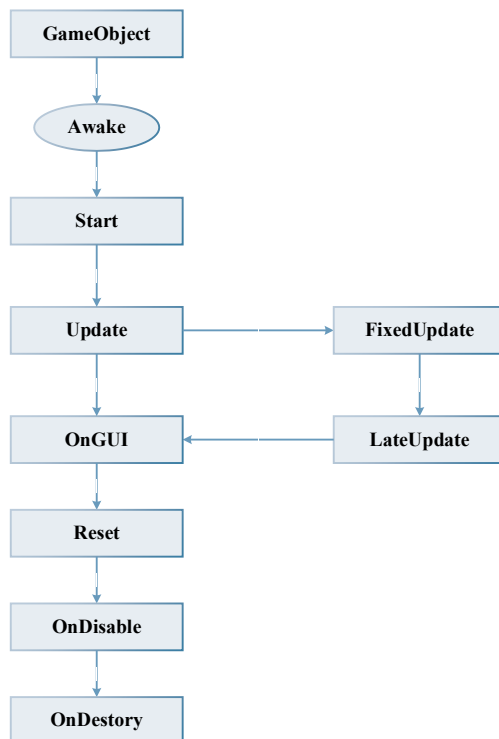 GameObject
Awake
Start
Update
FixedUpdate
OnGUI
LateUpdate
Reset
OnDisable
OnDestory